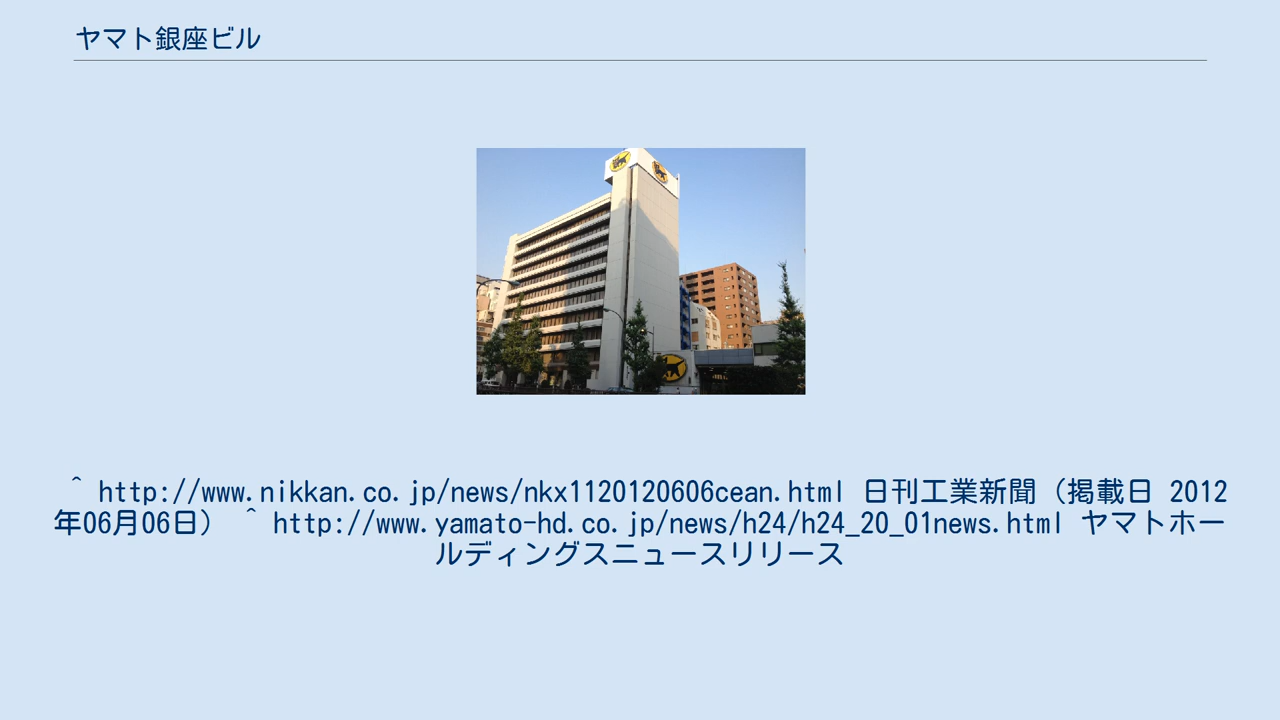 ヤマト銀座ビル
^ http://www.nikkan.co.jp/news/nkx1120120606cean.html 日刊工業新聞（掲載日 2012
年06月06日） ^ http://www.yamato-hd.co.jp/news/h24/h24_20_01news.html ヤマトホー
ルディングスニュースリリース